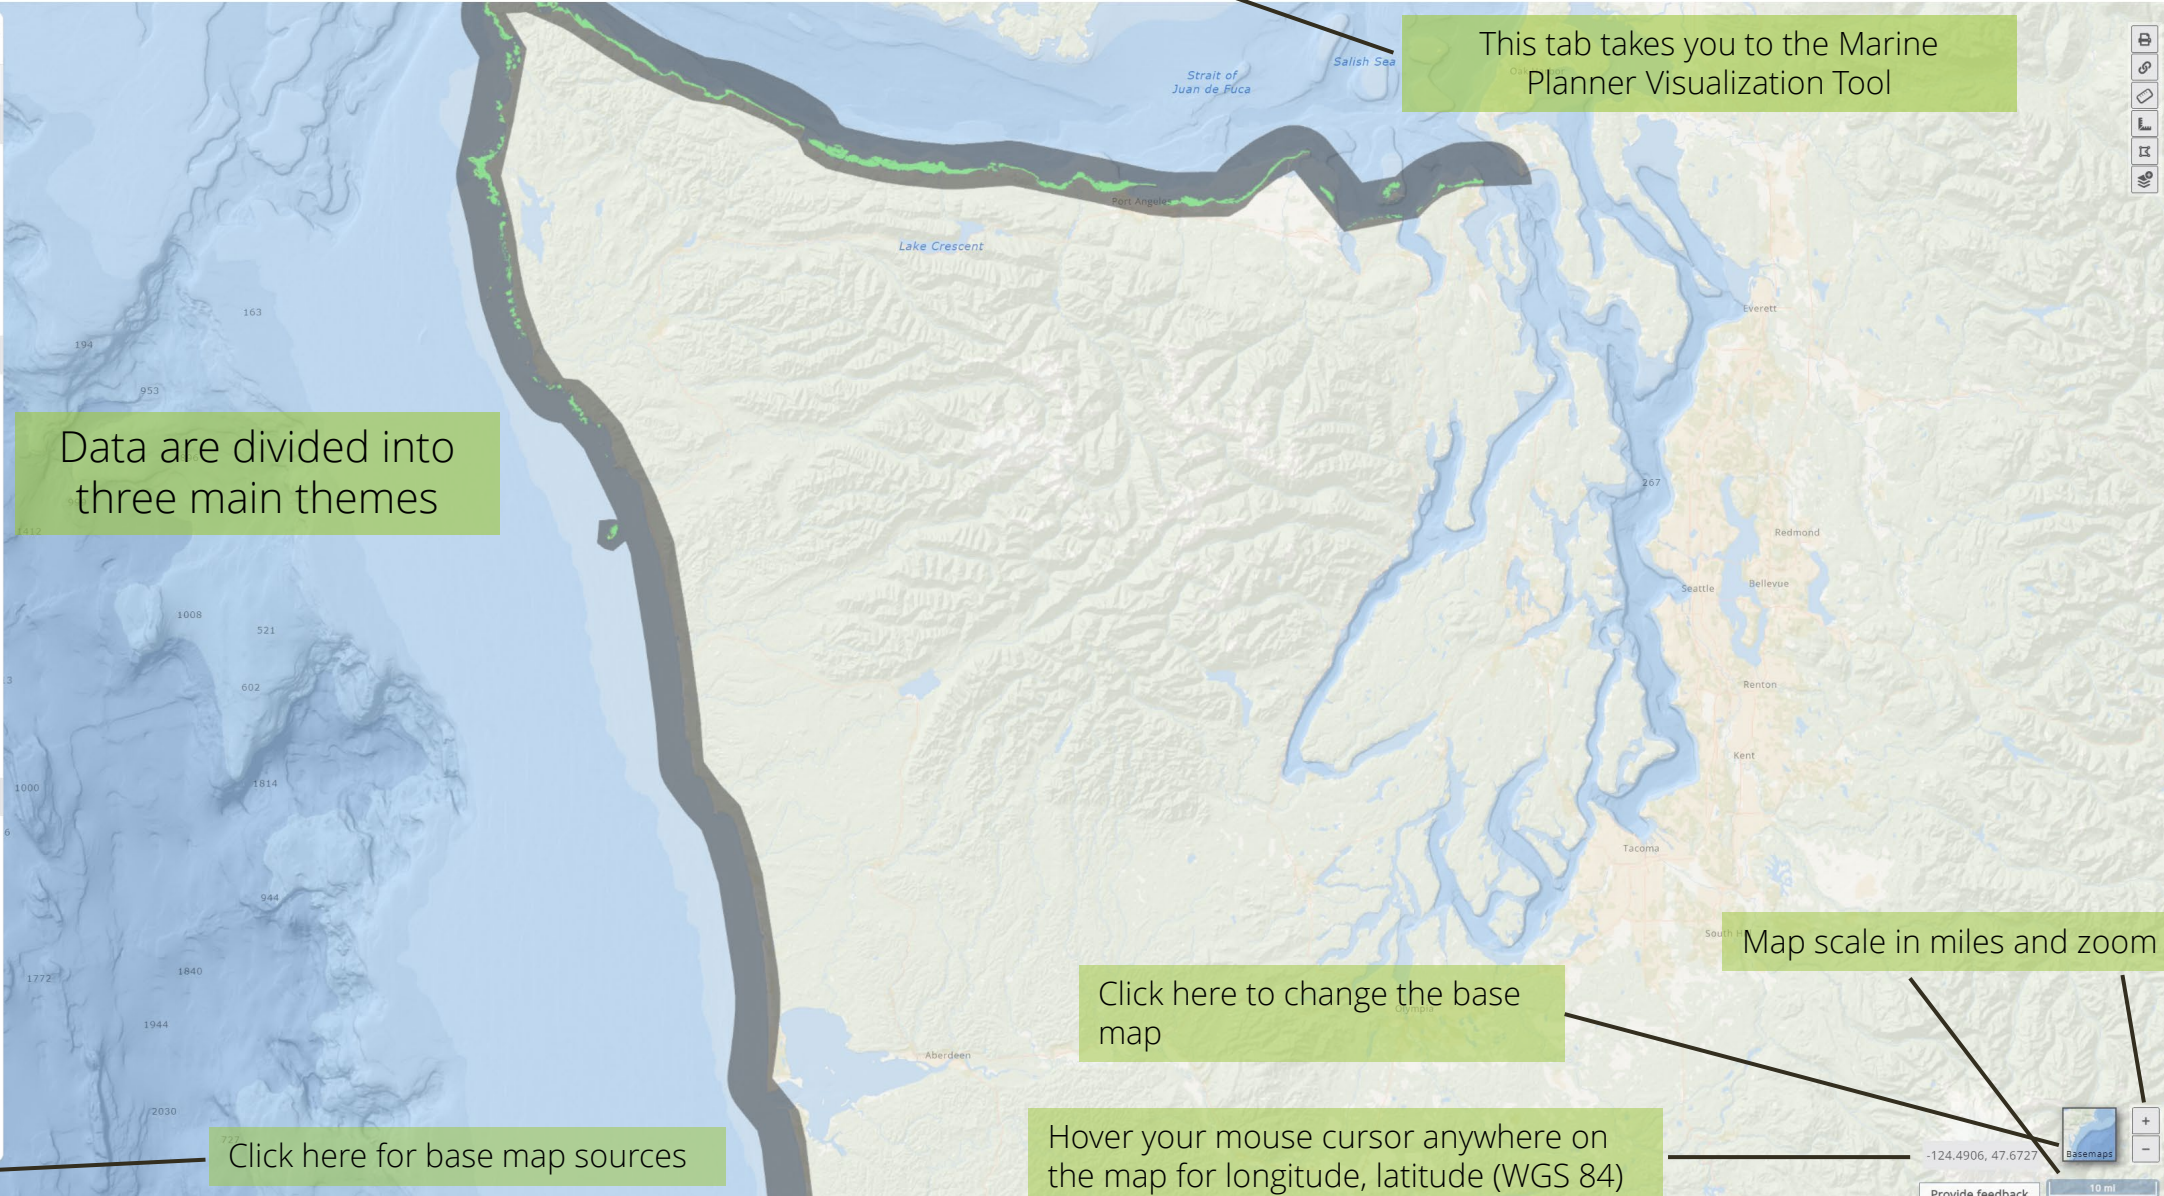 This tab takes you to the Marine
Planner Visualization Tool
Salish Sea
Strait of
Juan de Fuca
Port Angeles
Lake Crescent
163
Everett
194
953
Data are divided into
three main themes
267
1412
Redmond
Bellevue
Seattle
1008
521
602
Renton
Kent
1814
1000
Tacoma
944
South H
Map scale in miles and zoom
1772
1840
Click here to change the base
map
Olympia
1944
Aberdeen
2030
727
Click here for base map sources
Hover your mouse cursor anywhere on
the map for longitude, latitude (WGS 84)
-124.4906, 47.6727
Basemaps
+
−
Provide feedback
10 mi